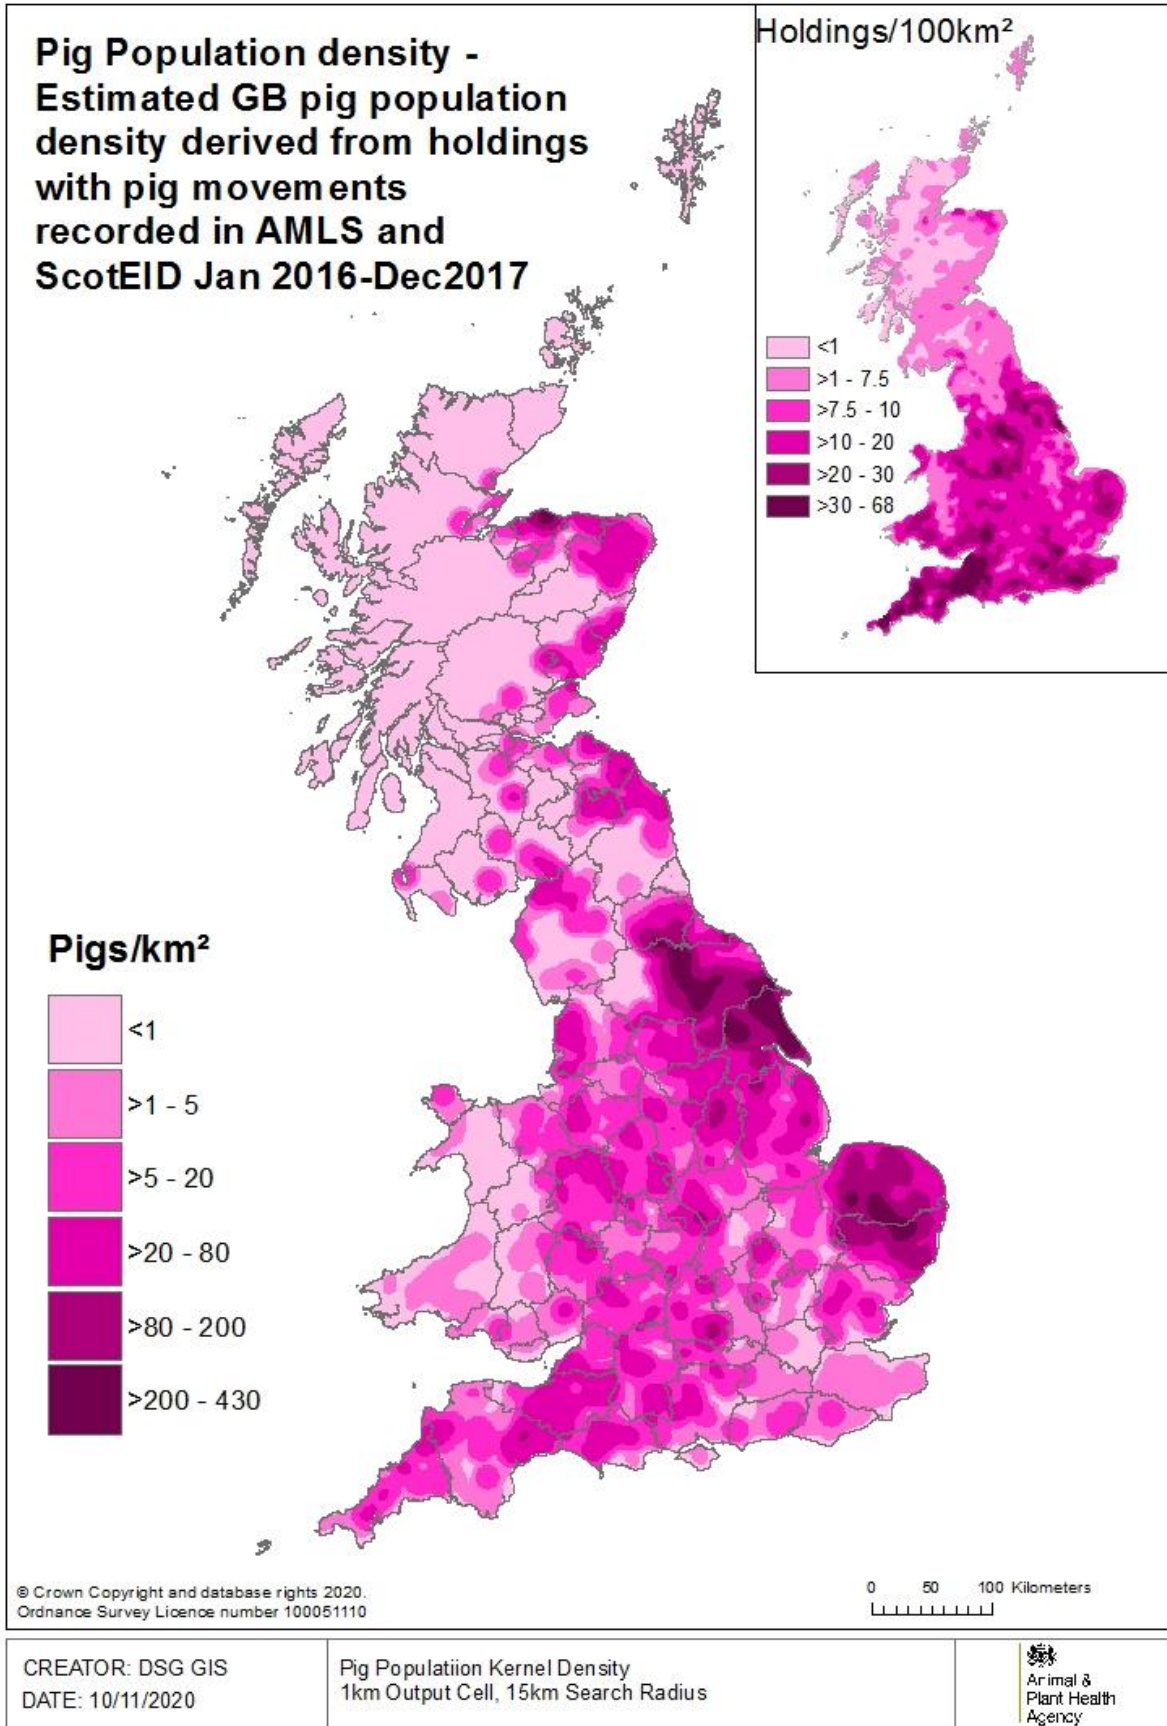 Pig Population density -
Estimated GB pig population
density derived from holdings
with pig movements
recorded in AMLS and
ScotEID Jan 2016-Dec2017
Holdings/100km²
<1
>1 - 7.5
>7.5 - 10
>10 - 20
>20 - 30
>30 - 68
Pigs/km²
<1
>1 - 5
>5 - 20
>20 - 80
>80 - 200
>200 - 430
© Crown Copyright and database rights 2020.
Ordnance Survey Licence number 100051110
0 50 100 Kilometers
CREATOR: DSG GIS
DATE: 10/11/2020
Pig Populatiion Kernel Density
1km Output Cell, 15km Search Radius
Animal &
Plant Health
Agency